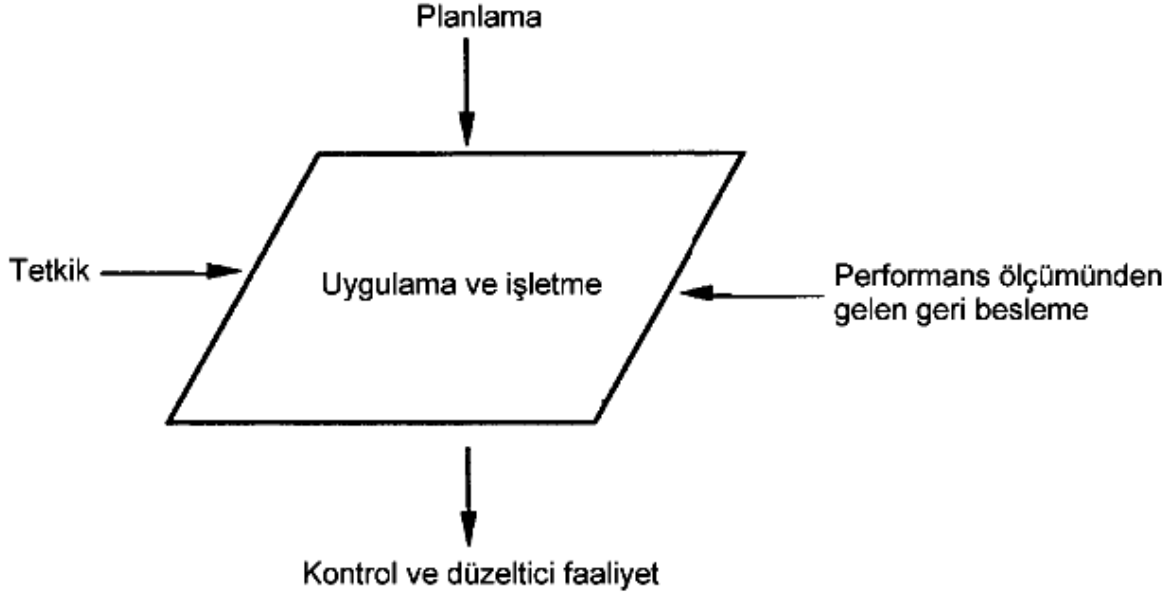 Planlama
Tetkik
Uygulama ve işletme
Performans ölçümünden
gelen geri besleme
Kontrol ve düzeltici faaliyet